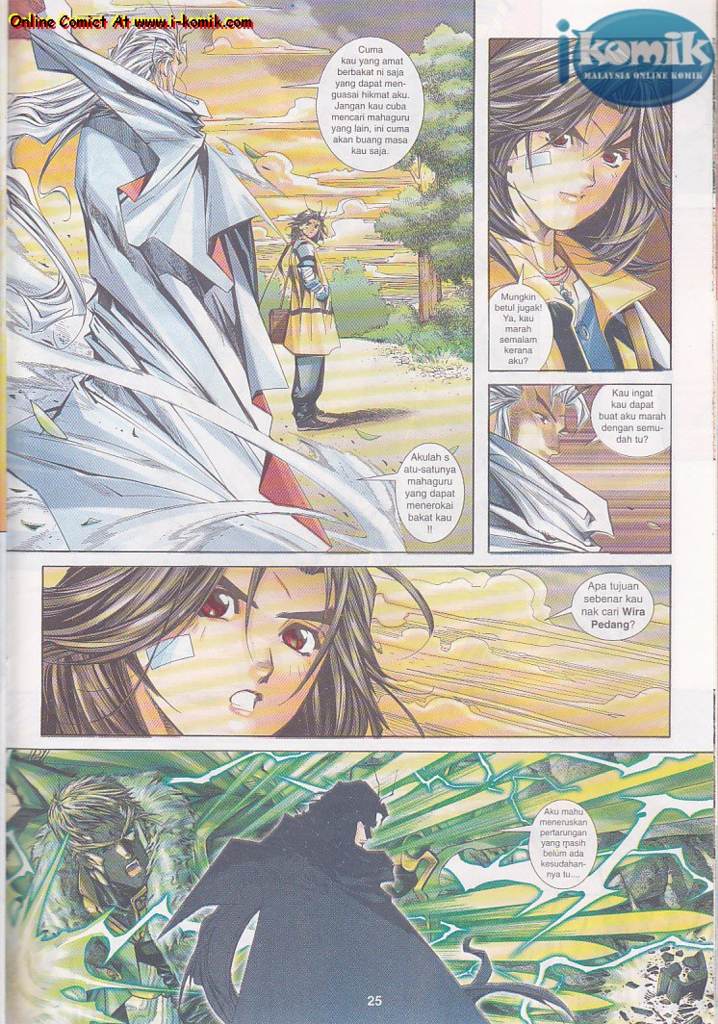 Online Comict At www.i-komik.com
ikomik
MALAYSIA ONLINE KOMIK
Cuma
kau yang amat
berbakat ni saja
yang dapat men-
guasai hikmat aku.
Jangan kau cuba
mencari mahaguru
yang lain, ini cuma
akan buang masa
kau saja.
Akulah s
atu-satunya
mahaguru
yang dapat
menerokai
bakat kau
!!
Mungkin
betul jugak!
Ya, kau
marah
semalam
kerana
aku?
Kau ingat
kau dapat
buat aku marah
dengan semu-
dah tu?
Apa tujuan
sebenar kau
nak cari Wira
Pedang?
Aku mahu
meneruskan
pertarungan
yang masih
belum ada
kesudahan-
nya tu....
25